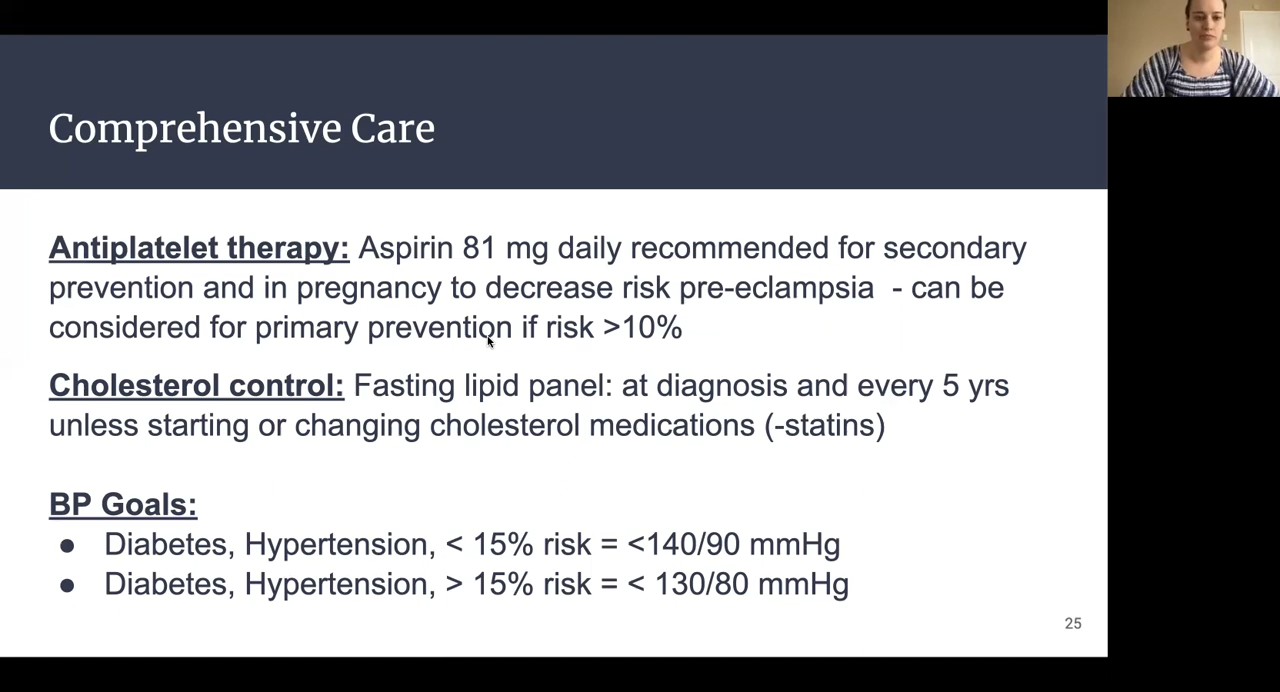 Comprehensive Care
Antiplatelet therapy: Aspirin 81 mg daily recommended for secondary
prevention and in pregnancy to decrease risk pre-eclampsia  - can be
considered for primary prevention if risk >10%
Cholesterol control: Fasting lipid panel: at diagnosis and every 5 yrs
unless starting or changing cholesterol medications (-statins)
BP Goals:
● Diabetes, Hypertension, < 15% risk = <140/90 mmHg
● Diabetes, Hypertension, > 15% risk = < 130/80 mmHg
25